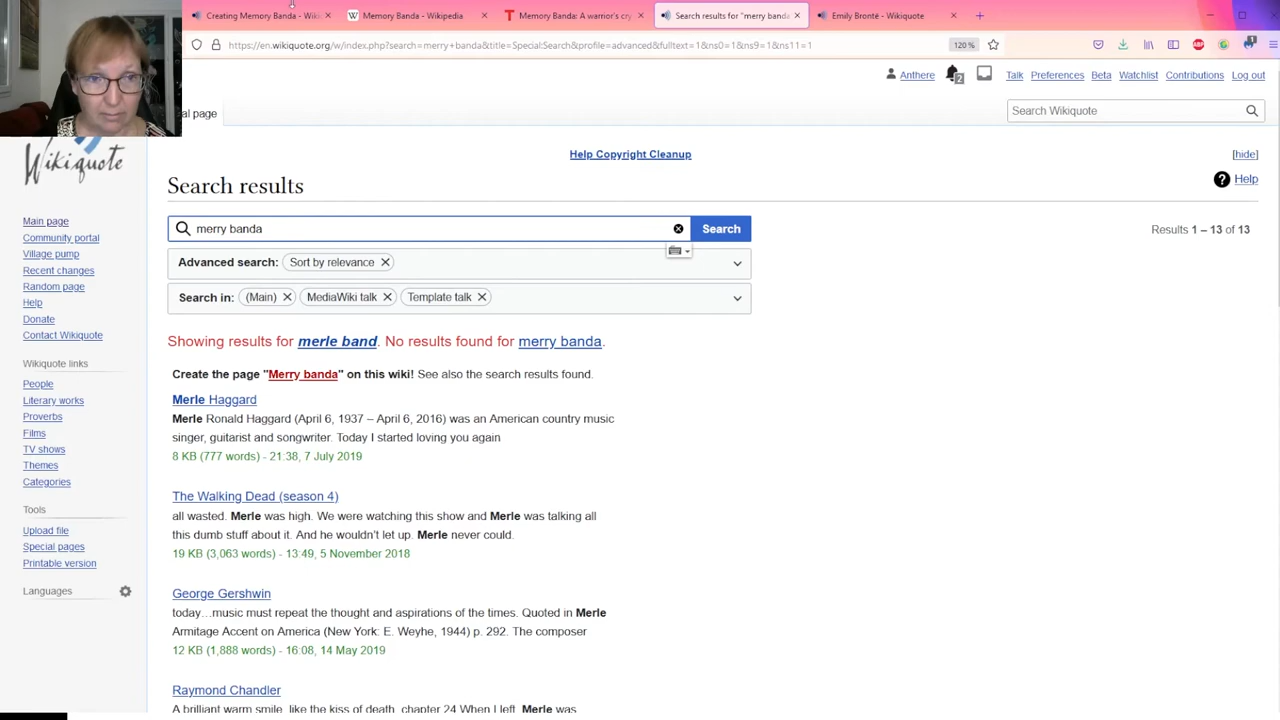 Creating Memory Banda - Wiki
Memory Banda - Wikipedia
Memory Banda: A warrior's cry
Search results for "merry banda
Emily Brontë - Wikiquote
https://en.wikiquote.org/w/index.php?search=merry+banda&title=Special:Search&profile=advanced&fulltext=1&ns0=1&ns9=1&ns11=1
120 %
Anthere
2
Talk
Preferences
Beta
Watchlist
Contributions
Log out
al page
Search Wikiquote
Wikiquote
Help Copyright Cleanup
[hide]
Search results
Help
merry banda
Search
Results 1 – 13 of 13
Advanced search: Sort by relevance
Search in: (Main) MediaWiki talk Template talk
Showing results for merle band. No results found for merry banda.
Create the page "Merry banda" on this wiki! See also the search results found.
Merle Haggard
Merle Ronald Haggard (April 6, 1937 – April 6, 2016) was an American country music
singer, guitarist and songwriter. Today I started loving you again
8 KB (777 words) - 21:38, 7 July 2019
The Walking Dead (season 4)
all wasted. Merle was high. We were watching this show and Merle was talking all
this dumb stuff about it. And he wouldn't let up. Merle never could.
19 KB (3,063 words) - 13:49, 5 November 2018
George Gershwin
today…music must repeat the thought and aspirations of the times. Quoted in Merle
Armitage Accent on America (New York: E. Weyhe, 1944) p. 292. The composer
12 KB (1,888 words) - 16:08, 14 May 2019
Raymond Chandler
A brilliant warm smile, like the kiss of death. chapter 24 When I left, Merle was
Main page
Community portal
Village pump
Recent changes
Random page
Help
Donate
Contact Wikiquote
Wikiquote links
People
Literary works
Proverbs
Films
TV shows
Themes
Categories
Tools
Upload file
Special pages
Printable version
Languages